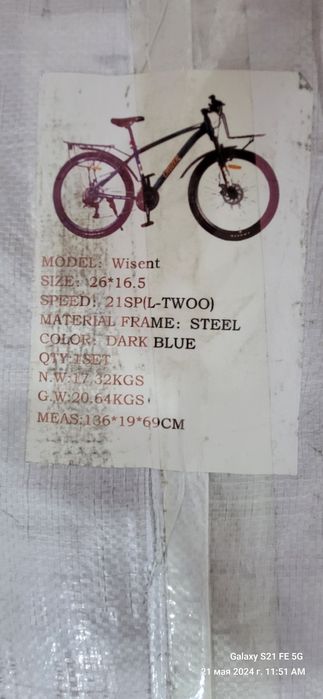 MODEL: Wisent
SIZE: 26*16.5
SPEED: 21SP(L-TWOO)
MATERIAL FRAME: STEEL
COLOR: DARK BLUE
QTY:1SET
N.W:17.32KGS
G.W:20.64KGS
MEAS:136*19*69CM
Galaxy S21 FE 5G
21 мая 2024 г. 11:51 AM